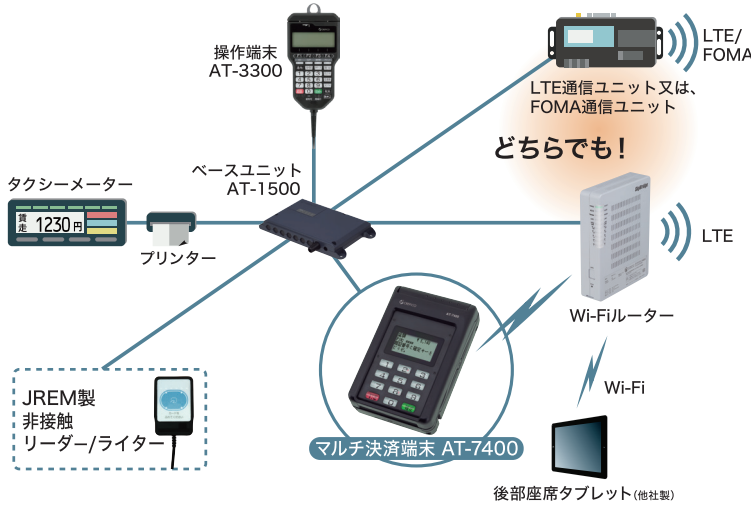 操作端末
AT-3300
LTE/
FOMA
LTE通信ユニット又は、
FOMA通信ユニット
どちらでも！
ベースユニット
AT-1500
タクシーメーター
賃走 1230円
プリンター
LTE
Wi-Fiルーター
JREM製
非接触
リーダー/ライター
マルチ決済端末 AT-7400
Wi-Fi
後部座席タブレット（他社製）